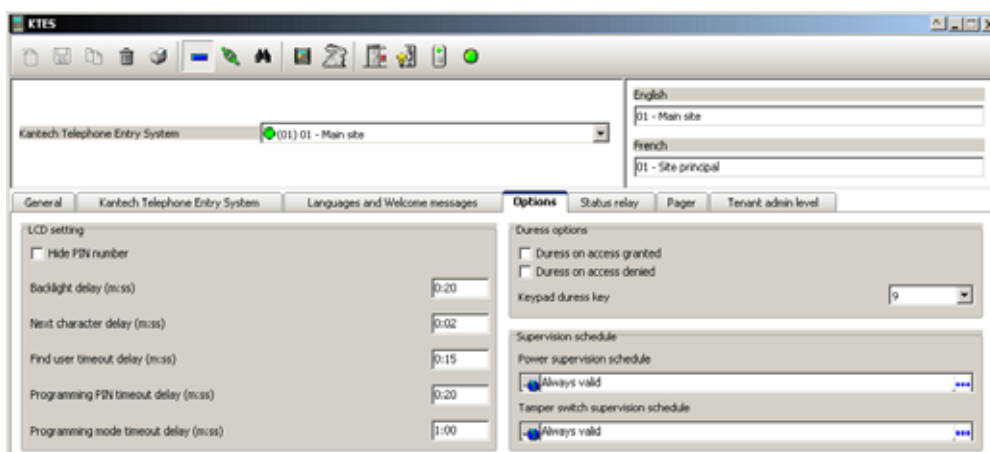 KTES
English
01 - Main site
Kantech Telephone Entry System
(01) 01 - Main site
French
01 - Site principal
General
Kantech Telephone Entry System
Languages and Welcome messages
Options
Status relay
Pager
Tenant admin level
LCD setting
Hide PIN number
Backlight delay (m:ss)
0:20
Next character delay (m:ss)
0:02
Find user timeout delay (m:ss)
0:15
Programming PIN timeout delay (m:ss)
0:20
Programming mode timeout delay (m:ss)
1:00
Duress options
Duress on access granted
Duress on access denied
Keypad duress key
9
Supervision schedule
Power supervision schedule
Always valid
Tamper switch supervision schedule
Always valid